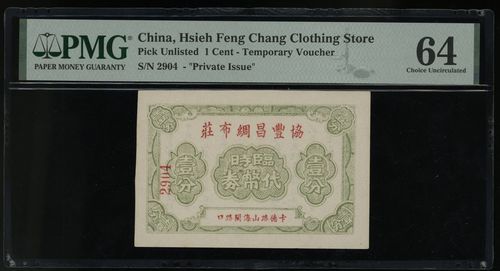 PMG
PAPER MONEY GUARANTY
China, Hsieh Feng Chang Clothing Store
Pick Unlisted 1 Cent - Temporary Voucher
S/N 2904 - "Private Issue"
64
Choice Uncirculated
莊布綢昌豐協
時臨
券幣代
壹分
壹分
2904
口路關海山路德卡